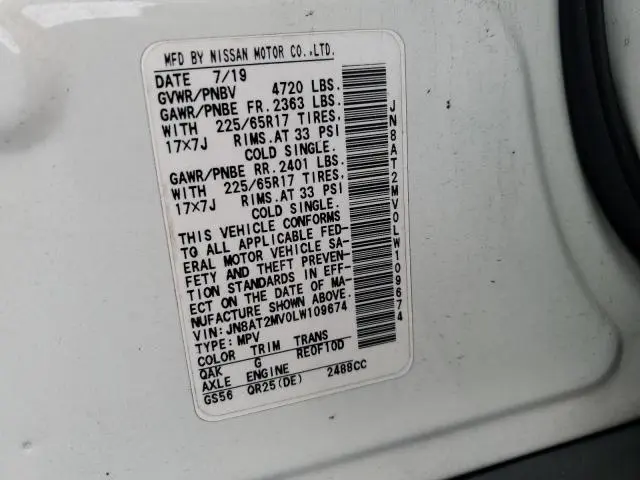 MFD BY NISSAN MOTOR CO.,LTD.
DATE 7/19
GVWR/PNBV 4720 LBS.
GAWR/PNBE FR. 2363 LBS.
WITH 225/65R17 TIRES.
17×7J RIMS.AT 33 PSI
COLD SINGLE.
GAWR/PNBE RR. 2401 LBS.
WITH 225/65R17 TIRES.
17×7J RIMS.AT 33 PSI
COLD SINGLE.
THIS VEHICLE CONFORMS
TO ALL APPLICABLE FED-
ERAL MOTOR VEHICLE SA-
FETY AND THEFT PREVEN-
TION STANDARDS IN EFF-
ECT ON THE DATE OF MA-
NUFACTURE SHOWN ABOVE.
VIN:JN8AT2MV0LW109674
TYPE: MPV
COLOR TRIM TRANS
QAK G RE0F10D
AXLE ENGINE
GS56 QR25(DE) 2488CC
JN8AT2MV0LW109674